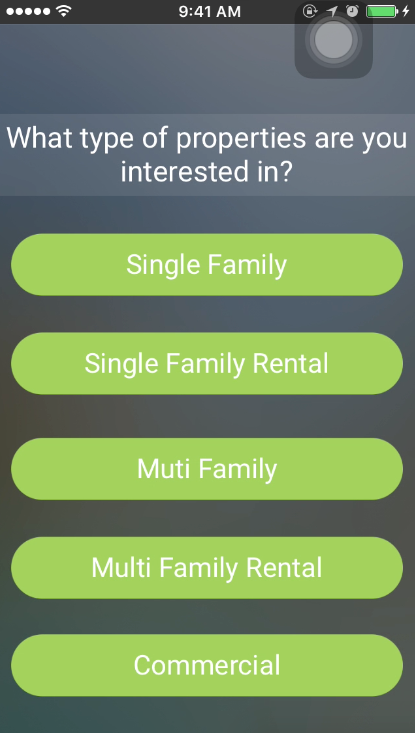 9:41 AM
What type of properties are you
interested in?
Single Family
Single Family Rental
Muti Family
Multi Family Rental
Commercial